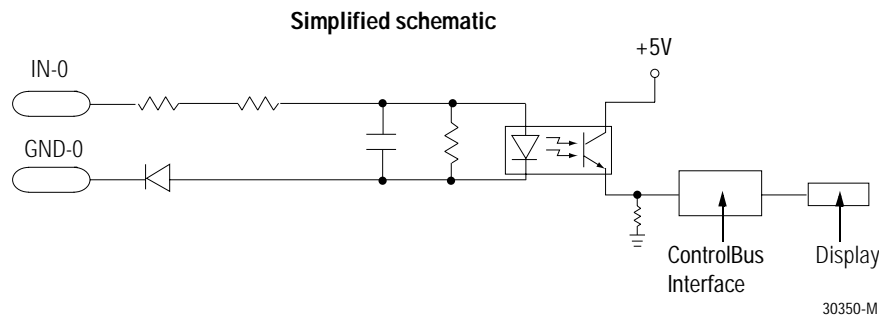 Simplified schematic
+5V
IN-0
GND-0
ControlBus
Interface
Display
30350-M